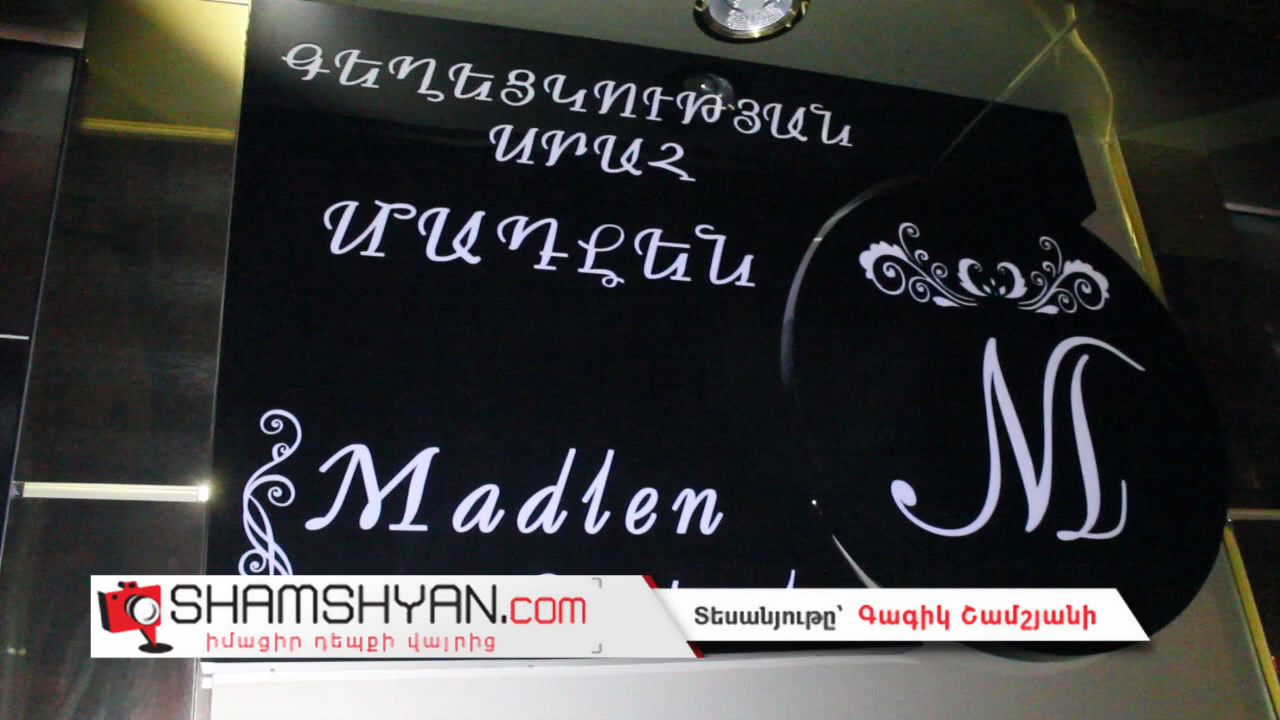 ԳԵՂԵՑԿՈՒԹՅԱՆ
ՍՐԱՀ
ՄԱԴԼԵՆ
Madlen
M
SHAMSHYAN.com
իմացիր դեպքի վայրից
Տեսանյութը՝ Գագիկ Շամշյանի